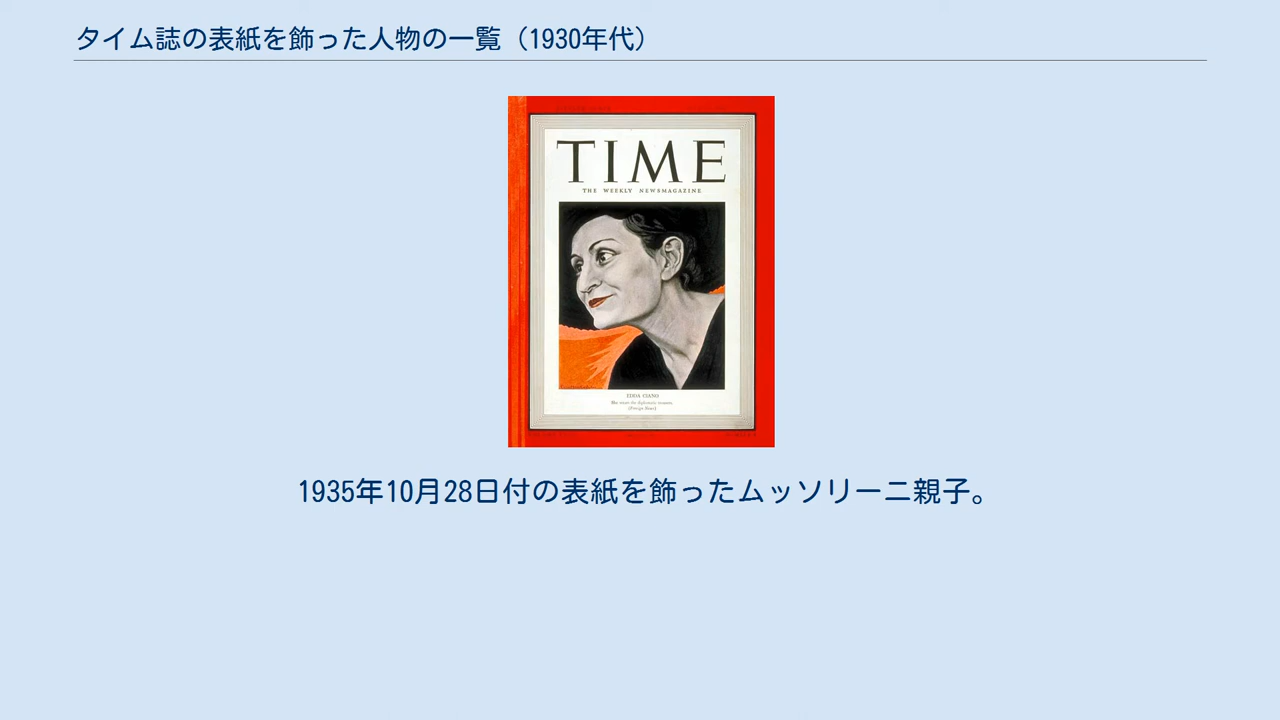 タイム誌の表紙を飾った人物の一覧（1930年代）
TIME
THE WEEKLY NEWSMAGAZINE
EDDA CIANO
(Foreign News)
1935年10月28日付の表紙を飾ったムッソリーニ親子。